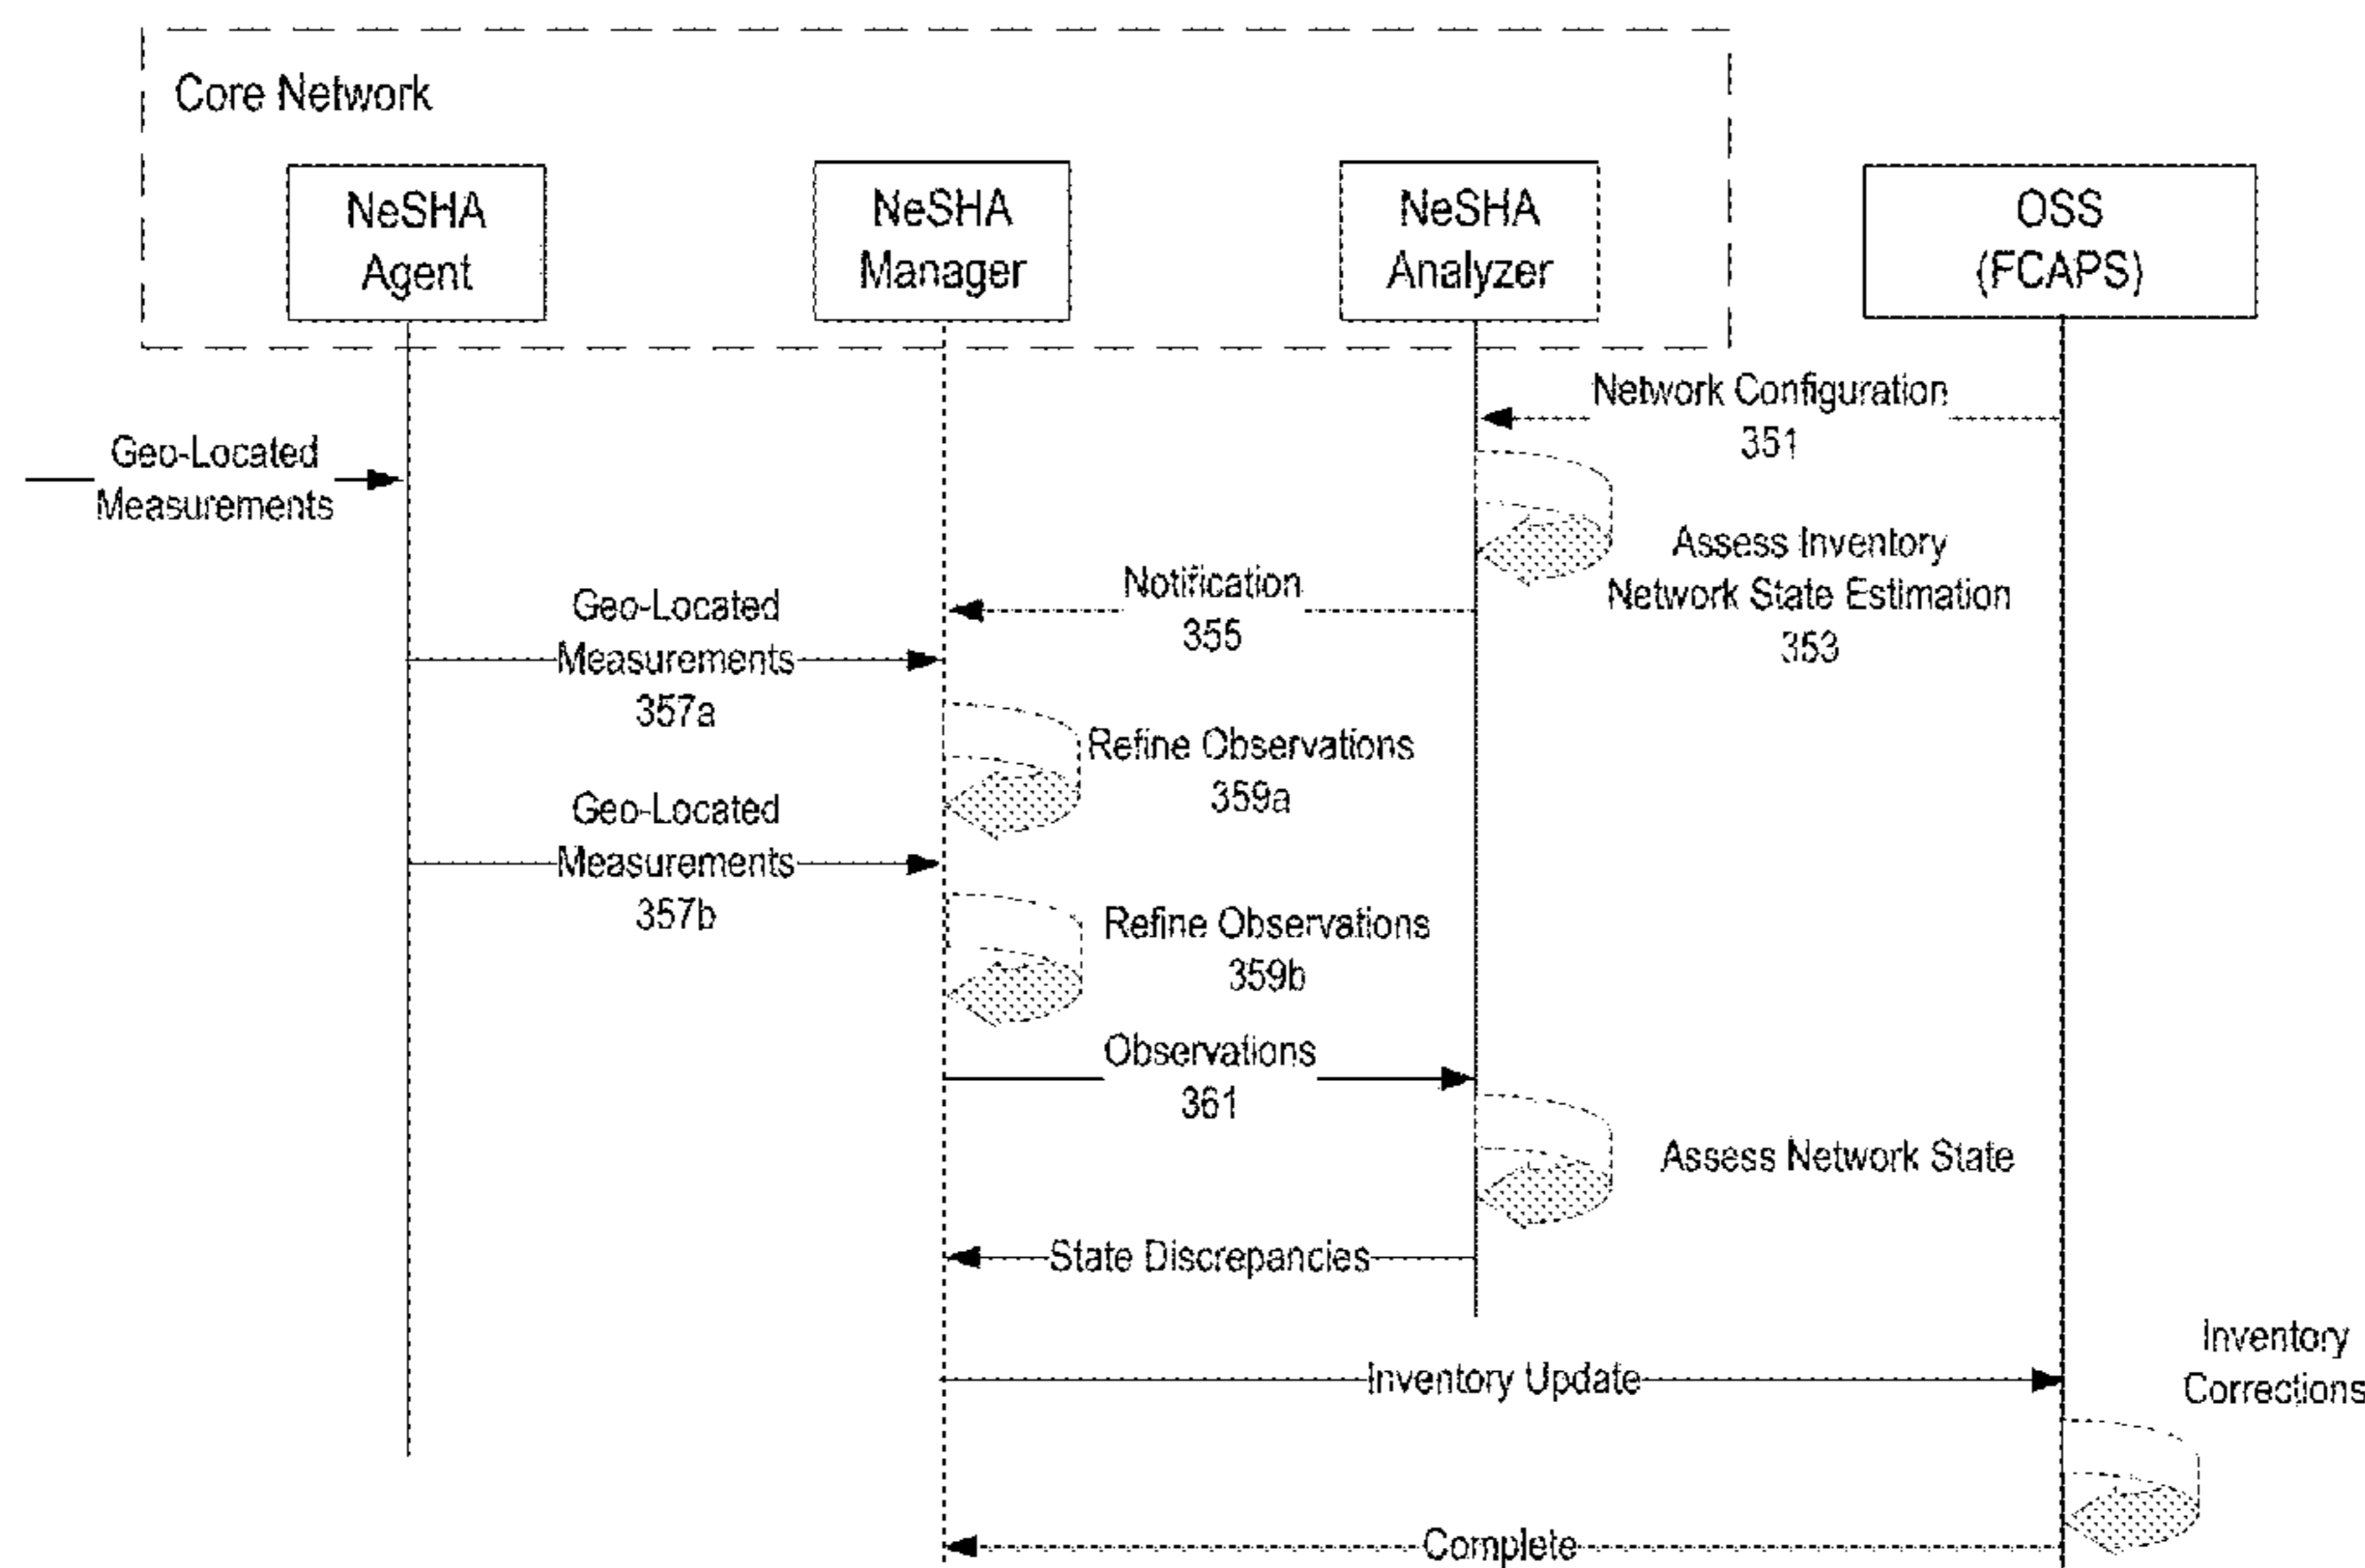 Core Network
NeSHA
Agent
NeSHA
Manager
NeSHA
Analyzer
OSS
(FCAPS)
Network Configuration
351
Geo-Located
Measurements
Assess Inventory
Network State Estimation
353
Notification
355
Geo-Located
Measurements
357a
Refine Observations
359a
Geo-Located
Measurements
357b
Refine Observations
359b
Observations
361
Assess Network State
State Discrepancies
Inventory Update
Inventory
Corrections
Complete